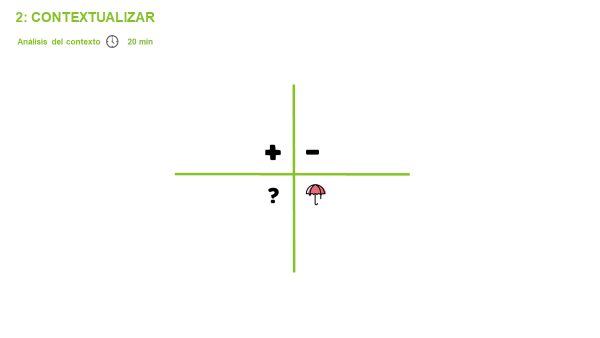 2: CONTEXTUALIZAR
Análisis del contexto 20 min
+ -
?